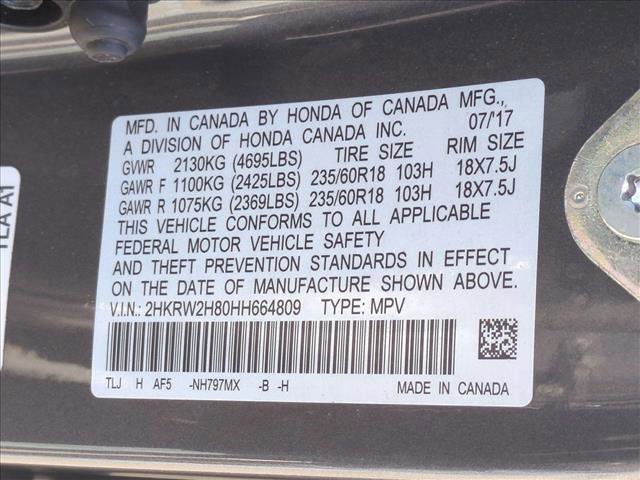 MFD. IN CANADA BY HONDA OF CANADA MFG.,
A DIVISION OF HONDA CANADA INC. 07/'17
GVWR 2130KG (4695LBS) TIRE SIZE RIM SIZE
GAWR F 1100KG (2425LBS) 235/60R18 103H 18X7.5J
GAWR R 1075KG (2369LBS) 235/60R18 103H 18X7.5J
THIS VEHICLE CONFORMS TO ALL APPLICABLE
FEDERAL MOTOR VEHICLE SAFETY
AND THEFT PREVENTION STANDARDS IN EFFECT
ON THE DATE OF MANUFACTURE SHOWN ABOVE.
V.I.N.: 2HKRW2H80HH664809 TYPE: MPV
TLJ H AF5 -NH797MX -B -H MADE IN CANADA
TLA A1